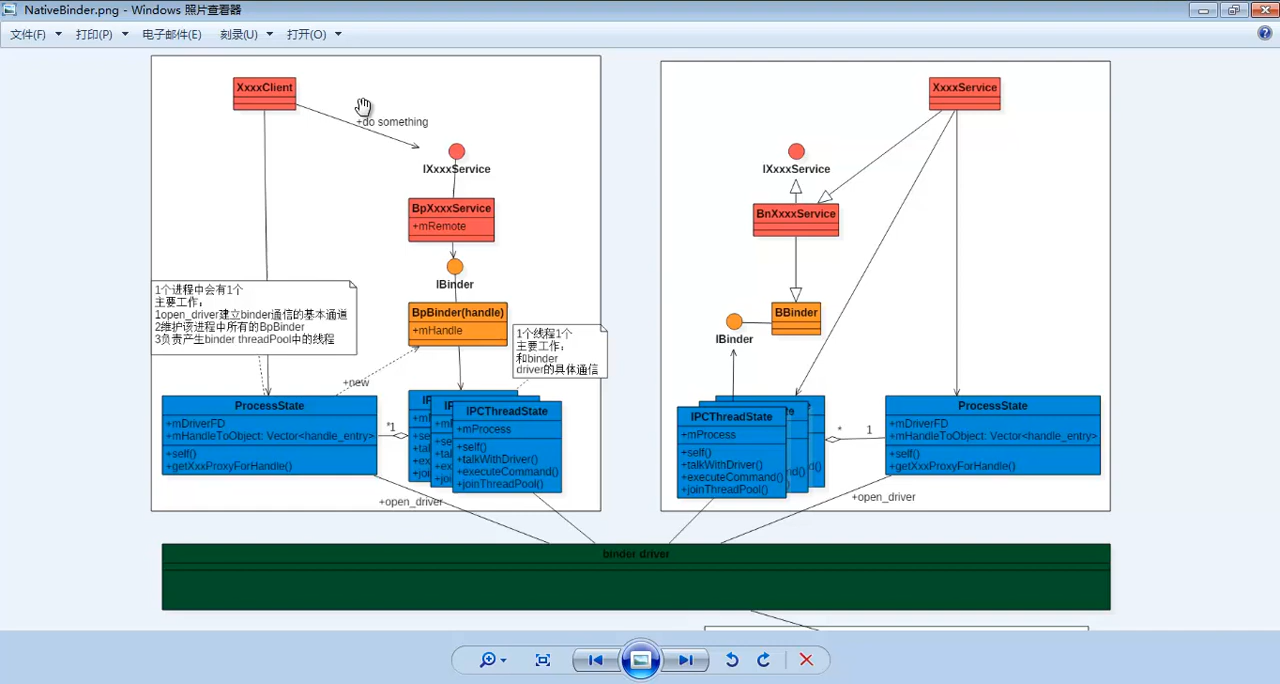 NativeBinder.png - Windows 照片查看器
文件(F) 打印(P) 电子邮件(E) 刻录(U) 打开(O)
XxxxClient
+do something
IXxxxService
BpXxxxService
+mRemote
IBinder
BpBinder(handle)
+mHandle
1个进程中会有1个
主要工作：
1open_driver建立binder通信的基本通道
2维护该进程中所有的BpBinder
3负责产生binder threadPool中的线程
1个线程1个
主要工作：
和binder
driver的具体通信
+new
ProcessState
+mDriverFD
+mHandleToObject: Vector<handle_entry>
+self()
+getXxxProxyForHandle()
*1
IPCThreadState
+mProcess
+self()
+talkWithDriver()
+executeCommand()
+joinThreadPool()
+open_driver
XxxxService
IXxxxService
BnXxxxService
BBinder
IBinder
IPCThreadState
+mProcess
+self()
+talkWithDriver()
+executeCommand()
+joinThreadPool()
* 1
ProcessState
+mDriverFD
+mHandleToObject: Vector<handle_entry>
+self()
+getXxxProxyForHandle()
+open_driver
binder driver